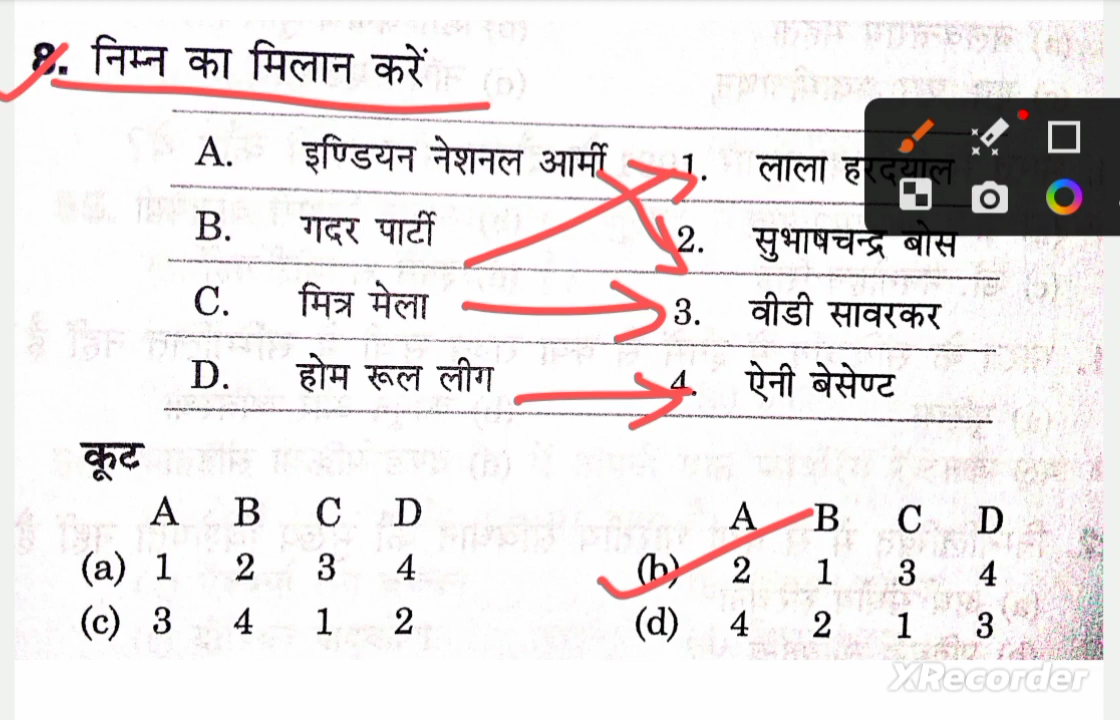 8. निम्न का मिलान करें
A. इण्डियन नेशनल आर्मी 1. लाला हरदयाल
B. गदर पार्टी 2. सुभाषचन्द्र बोस
C. मित्र मेला 3. वीडी सावरकर
D. होम रूल लीग 4. ऐनी बेसेण्ट
कूट
A B C D A B C D
(a) 1 2 3 4 (b) 2 1 3 4
(c) 3 4 1 2 (d) 4 2 1 3
XRecorder